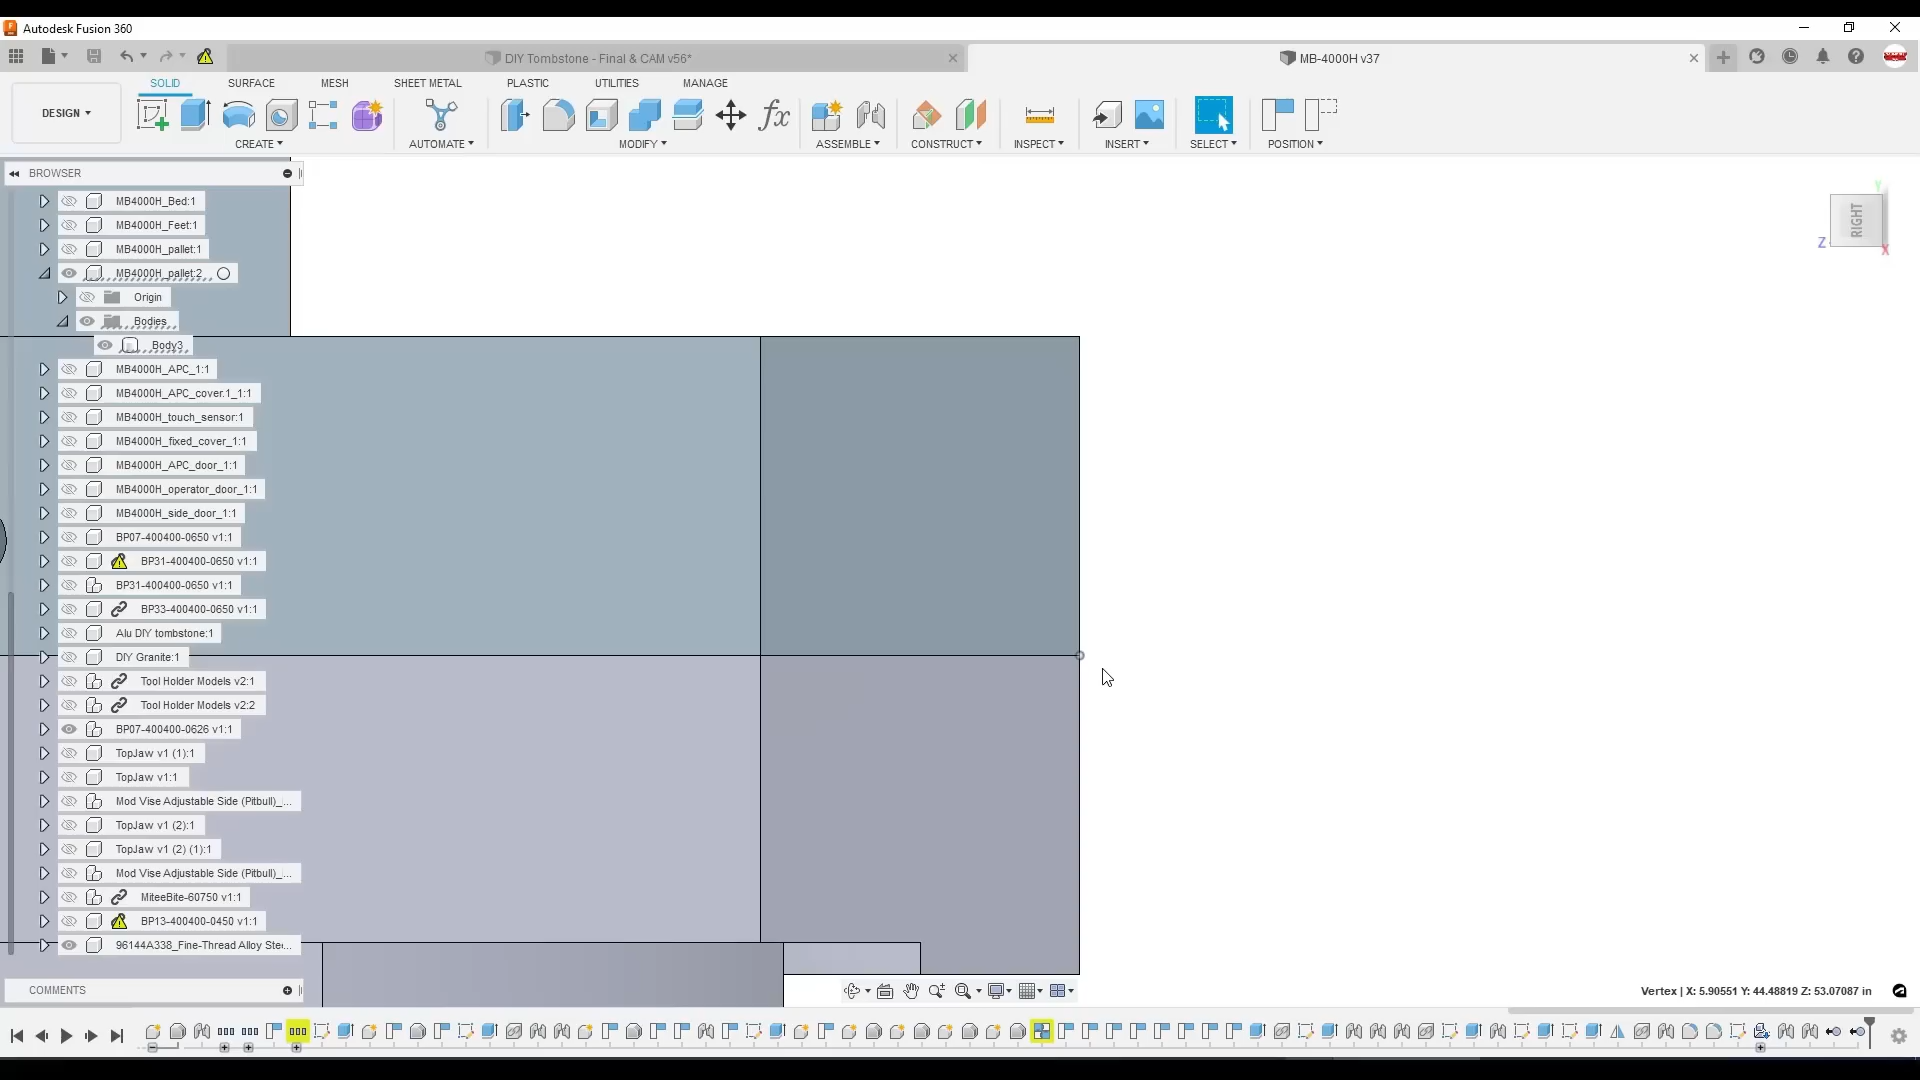 Autodesk Fusion 360
DIY Tombstone - Final & CAM v56*
MB-4000H v37
SOLID
SURFACE
MESH
SHEET METAL
PLASTIC
UTILITIES
MANAGE
DESIGN
CREATE
AUTOMATE
MODIFY
ASSEMBLE
CONSTRUCT
INSPECT
INSERT
SELECT
POSITION
BROWSER
MB4000H_Bed:1
MB4000H_Feet:1
MB4000H_pallet:1
MB4000H_pallet:2
Origin
Bodies
Body3
MB4000H_APC_1:1
MB4000H_APC_cover.1_1:1
MB4000H_touch_sensor:1
MB4000H_fixed_cover_1:1
MB4000H_APC_door_1:1
MB4000H_operator_door_1:1
MB4000H_side_door_1:1
BP07-400400-0650 v1:1
BP31-400400-0650 v1:1
BP31-400400-0650 v1:1
BP33-400400-0650 v1:1
Alu DIY tombstone:1
DIY Granite:1
Tool Holder Models v2:1
Tool Holder Models v2:2
BP07-400400-0626 v1:1
TopJaw v1 (1):1
TopJaw v1:1
Mod Vise Adjustable Side (Pitbull)_...
TopJaw v1 (2):1
TopJaw v1 (2) (1):1
Mod Vise Adjustable Side (Pitbull)_...
MiteeBite-60750 v1:1
BP13-400400-0450 v1:1
96144A338_Fine-Thread Alloy Ste...
COMMENTS
RIGHT
Y
Z
X
Vertex | X: 5.90551 Y: 44.48819 Z: 53.07087 in